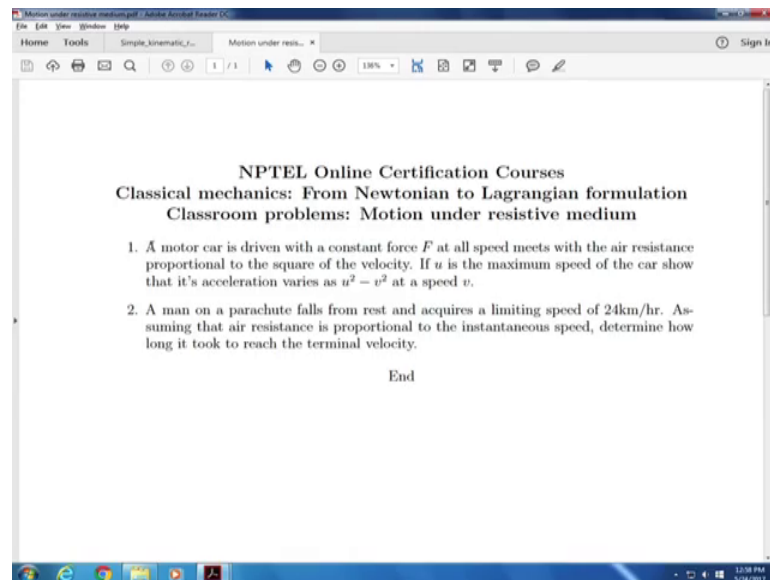 Motion under resistive medium.pdf - Adobe Acrobat Reader DC
File Edit View Window Help
Home Tools Simple_kinematic_r... Motion under resis... × Sign In
1 / 1 136%
NPTEL Online Certification Courses
Classical mechanics: From Newtonian to Lagrangian formulation
Classroom problems: Motion under resistive medium
1. A motor car is driven with a constant force F at all speed meets with the air resistance
proportional to the square of the velocity. If u is the maximum speed of the car show
that it's acceleration varies as u² − v² at a speed v.
2. A man on a parachute falls from rest and acquires a limiting speed of 24km/hr. As-
suming that air resistance is proportional to the instantaneous speed, determine how
long it took to reach the terminal velocity.
End
12:58 PM